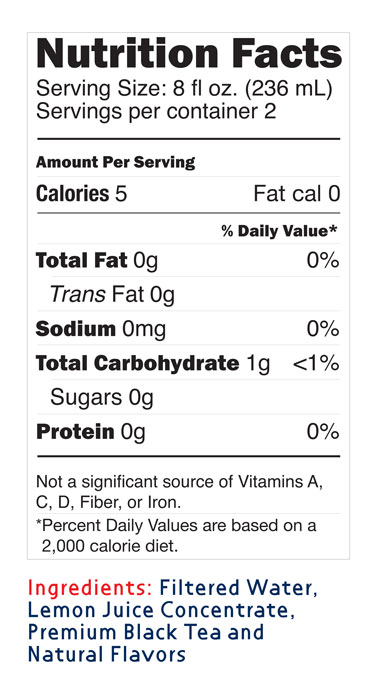 Nutrition Facts
Serving Size: 8 fl oz. (236 mL)
Servings per container 2
Amount Per Serving
Calories 5 Fat cal 0
% Daily Value*
Total Fat 0g 0%
Trans Fat 0g
Sodium 0mg 0%
Total Carbohydrate 1g <1%
Sugars 0g
Protein 0g 0%
Not a significant source of Vitamins A,
C, D, Fiber, or Iron.
*Percent Daily Values are based on a
2,000 calorie diet.
Ingredients: Filtered Water,
Lemon Juice Concentrate,
Premium Black Tea and
Natural Flavors